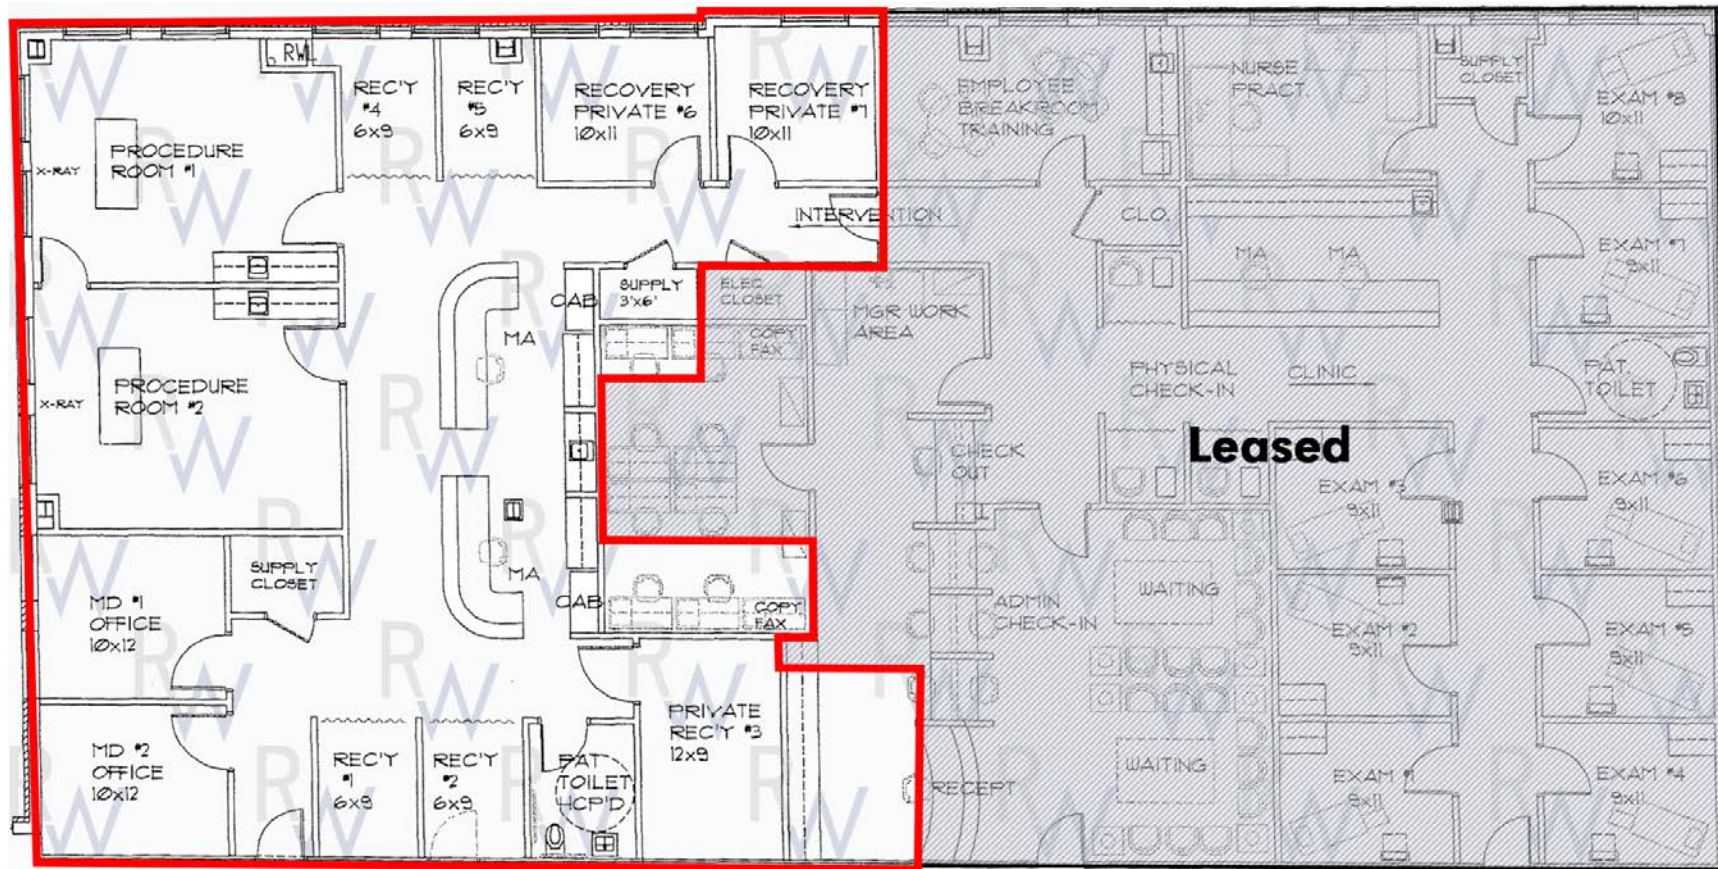 RWL
REC'Y
#4
6x9
REC'Y
#5
6x9
RECOVERY
PRIVATE #6
10x11
RECOVERY
PRIVATE #7
10x11
EMPLOYEE
BREAKROOM/
TRAINING
NURSE
PRACT.
SUPPLY
CLOSET
EXAM #8
10x11
PROCEDURE
ROOM #1
X-RAY
INTERVENTION
CLO.
MA
MA
EXAM #7
9x11
SUPPLY
3'x6'
ELEC
CLOSET
CAB
MA
COPY
FAX
MGR WORK
AREA
PHYSICAL
CHECK-IN
CLINIC
PAT.
TOILET
PROCEDURE
ROOM #2
X-RAY
CHECK
OUT
Leased
EXAM #3
9x11
EXAM #6
9x11
SUPPLY
CLOSET
MA
CAB
COPY
FAX
MD #1
OFFICE
10x12
ADMIN
CHECK-IN
WAITING
EXAM #2
9x11
EXAM #5
9x11
MD #2
OFFICE
10x12
REC'Y
#1
6x9
REC'Y
#2
6x9
PAT
TOILET
HCP'D
PRIVATE
REC'Y #3
12x9
RECEPT
WAITING
EXAM #1
9x11
EXAM #4
9x11